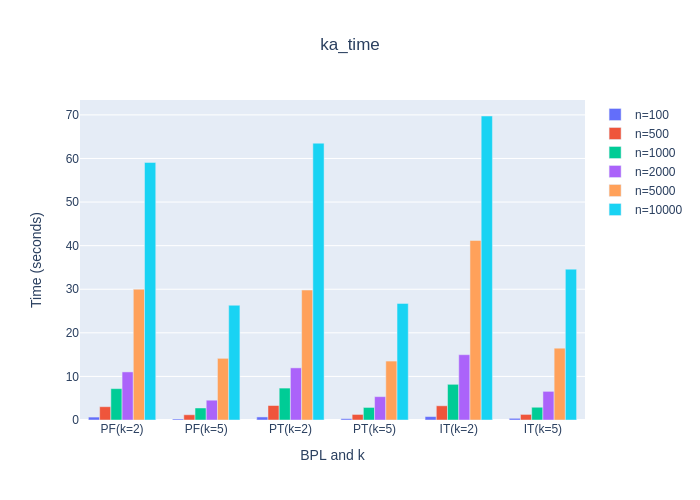 ka_time
70
60
50
40
30
20
10
0
Time (seconds)
PF(k=2)
PF(k=5)
PT(k=2)
PT(k=5)
IT(k=2)
IT(k=5)
BPL and k
n=100
n=500
n=1000
n=2000
n=5000
n=10000